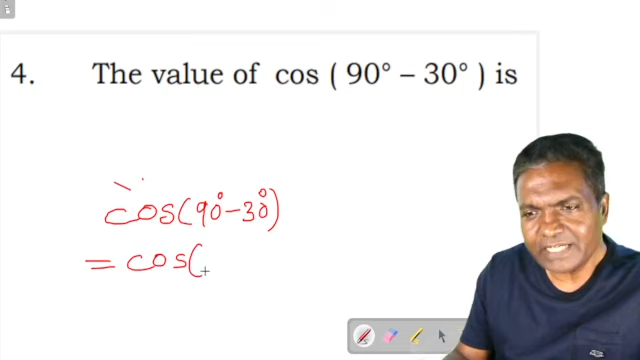 4. The value of cos ( 90° – 30° ) is
cos(90°-30°)
= cos(